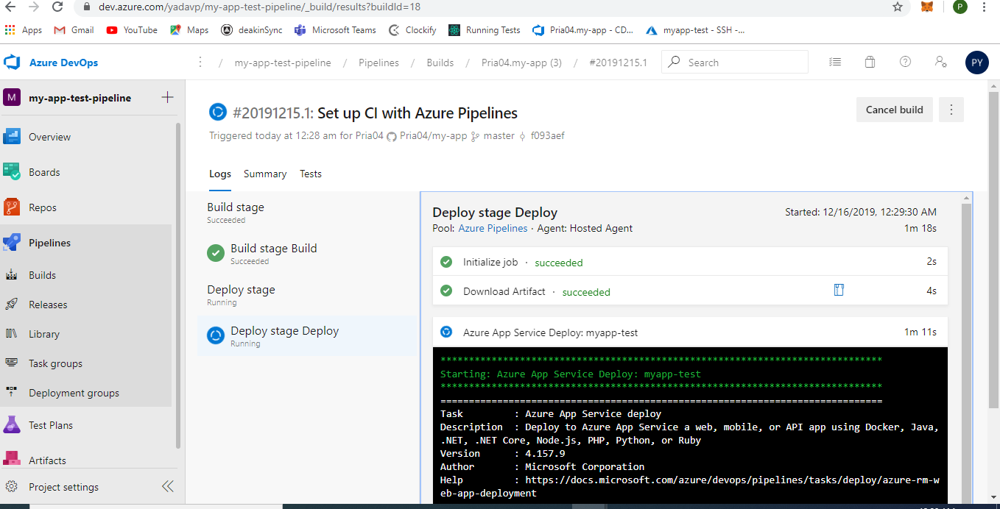 dev.azure.com/yadavp/my-app-test-pipeline/_build/results?buildId=18
P
Apps Gmail YouTube Maps deakinSync Microsoft Teams Clockify Running Tests Pria04.my-app - CD... myapp-test - SSH -...
Azure DevOps / my-app-test-pipeline / Pipelines / Builds / Pria04.my-app (3) / #20191215.1 Search PY
M my-app-test-pipeline
Overview
Boards
Repos
Pipelines
Builds
Releases
Library
Task groups
Deployment groups
Test Plans
Artifacts
Project settings
#20191215.1: Set up CI with Azure Pipelines
Cancel build
Triggered today at 12:28 am for Pria04 Pria04/my-app master f093aef
Logs Summary Tests
Build stage
Succeeded
Build stage Build
Succeeded
Deploy stage
Running
Deploy stage Deploy
Running
Deploy stage Deploy Started: 12/16/2019, 12:29:30 AM
Pool: Azure Pipelines · Agent: Hosted Agent 1m 18s
Initialize job · succeeded 2s
Download Artifact · succeeded 4s
Azure App Service Deploy: myapp-test 1m 11s
******************************************************************************
Starting: Azure App Service Deploy: myapp-test
******************************************************************************
==============================================================================
Task : Azure App Service deploy
Description : Deploy to Azure App Service a web, mobile, or API app using Docker, Java,
.NET, .NET Core, Node.js, PHP, Python, or Ruby
Version : 4.157.9
Author : Microsoft Corporation
Help : https://docs.microsoft.com/azure/devops/pipelines/tasks/deploy/azure-rm-w
eb-app-deployment